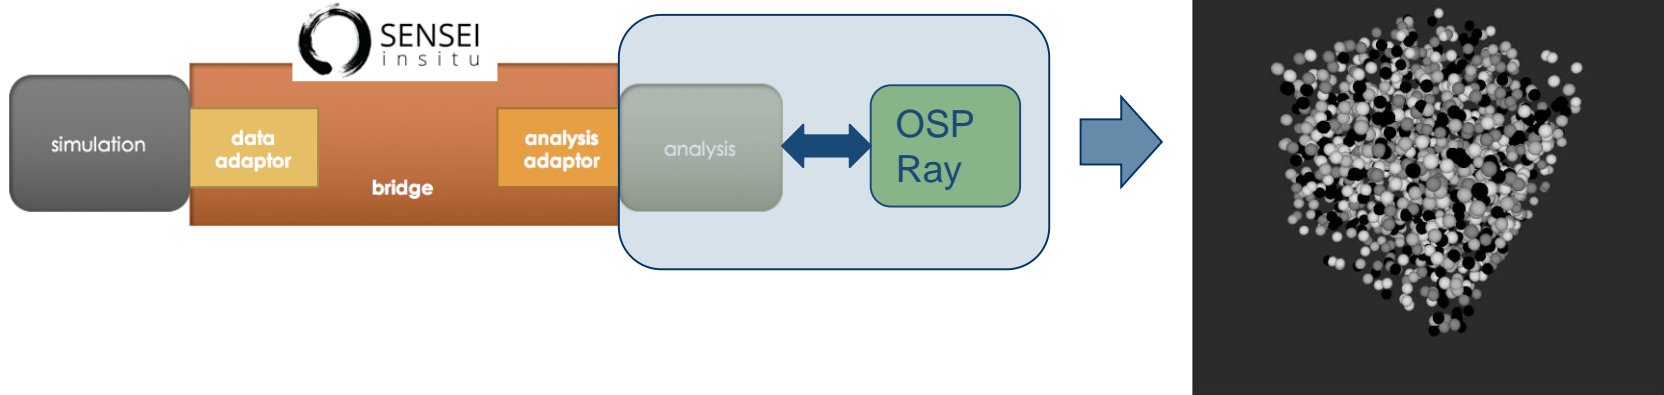 SENSEI
insitu
simulation
data
adaptor
bridge
analysis
adaptor
analysis
OSP
Ray